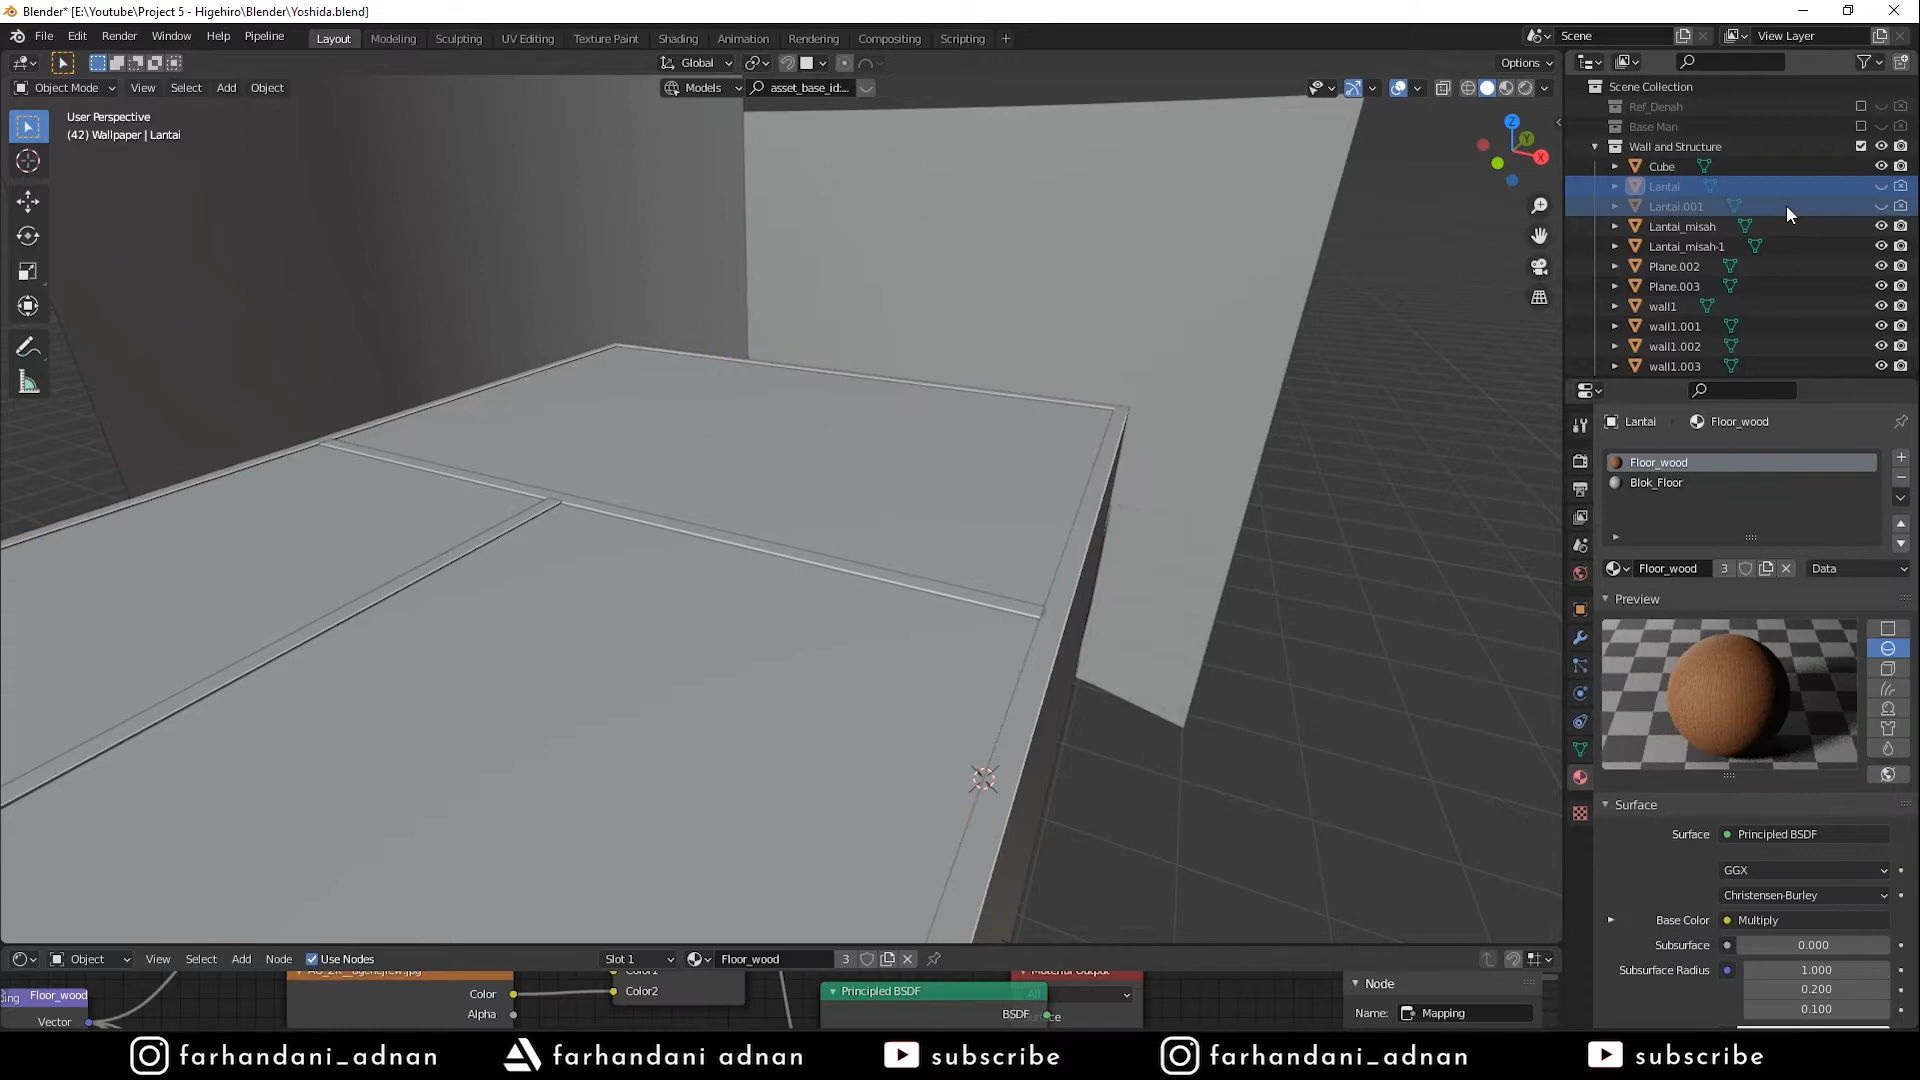 Blender* [E:\Youtube\Project 5 - Higehiro\Blender\Yoshida.blend]
File Edit Render Window Help Pipeline Layout Modeling Sculpting UV Editing Texture Paint Shading Animation Rendering Compositing Scripting + Scene View Layer
Global Options
Object Mode View Select Add Object Models asset_base_id:...
User Perspective
(42) Wallpaper | Lantai
Z
Y
X
Scene Collection
Ref_Denah
Base Man
Wall and Structure
Cube
Lantai
Lantai.001
Lantai_misah
Lantai_misah-1
Plane.002
Plane.003
wall1
wall1.001
wall1.002
wall1.003
Lantai Floor_wood
Floor_wood
Blok_Floor
Floor_wood 3 Data
Preview
Surface
Surface Principled BSDF
GGX
Christensen-Burley
Base Color Multiply
Subsurface 0.000
Subsurface Radius 1.000
0.200
0.100
Object View Select Add Node Use Nodes Slot 1 Floor_wood 3
Floor_wood
Vector
Color
Alpha
Color2
Principled BSDF
BSDF
Material Output
Node
Name: Mapping
farhandani_adnan farhandani adnan subscribe farhandani_adnan subscribe